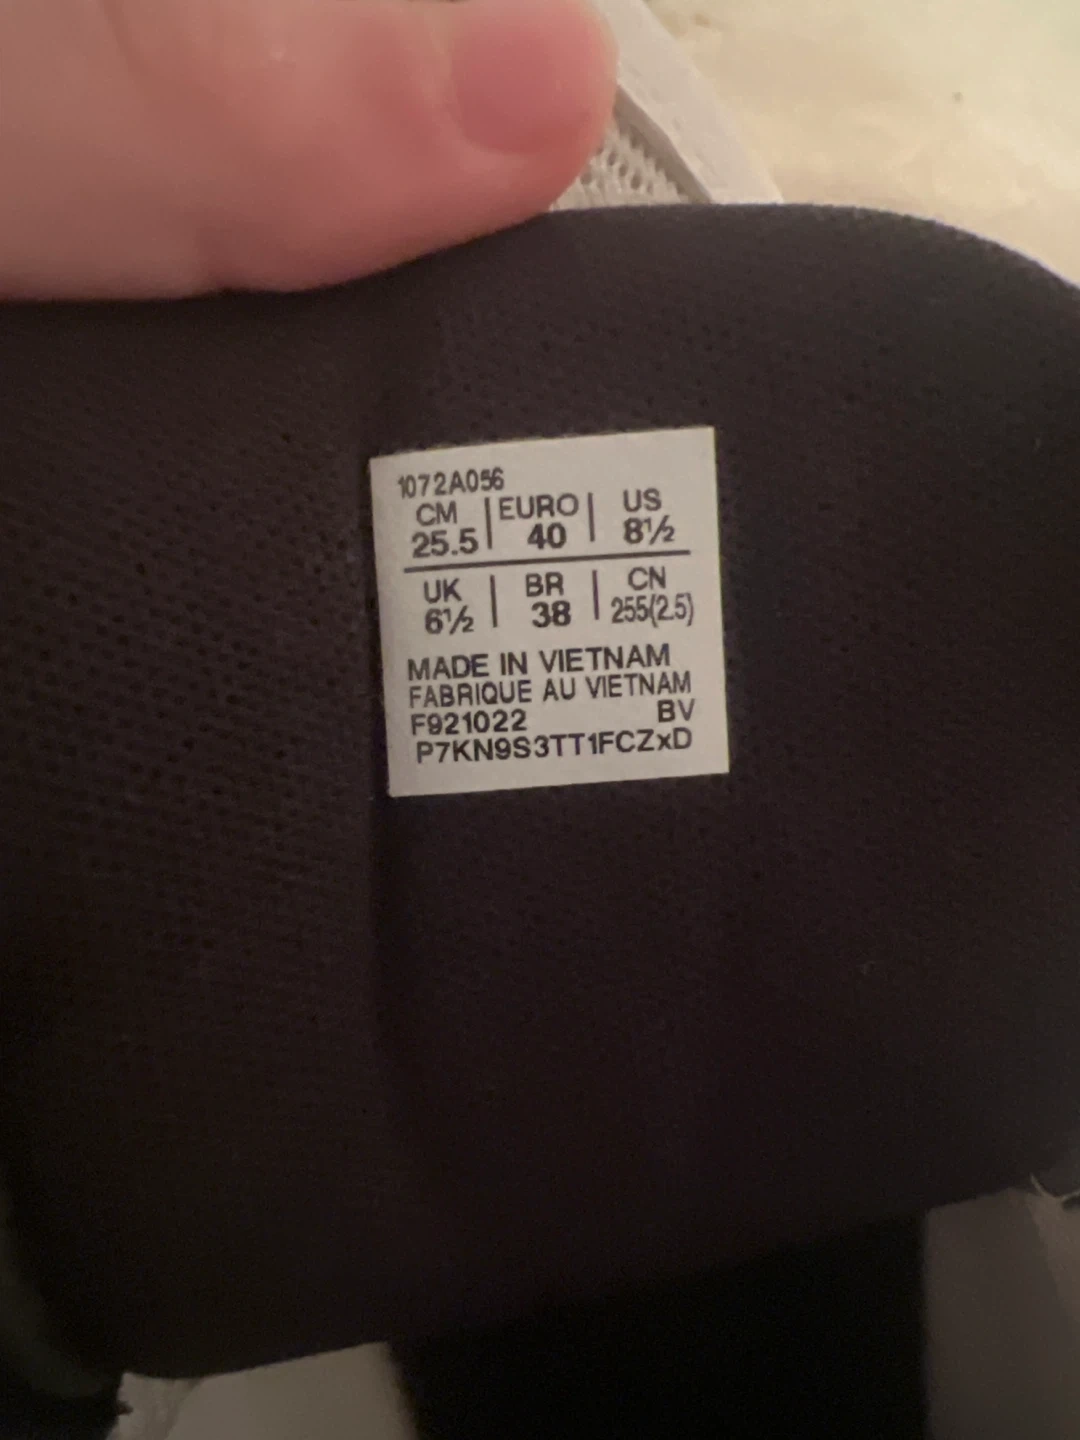 1072A056
CM | EURO | US
25.5 | 40 | 8½
UK | BR | CN
6½ | 38 | 255(2.5)
MADE IN VIETNAM
FABRIQUE AU VIETNAM
F921022 BV
P7KN9S3TT1FCZxD